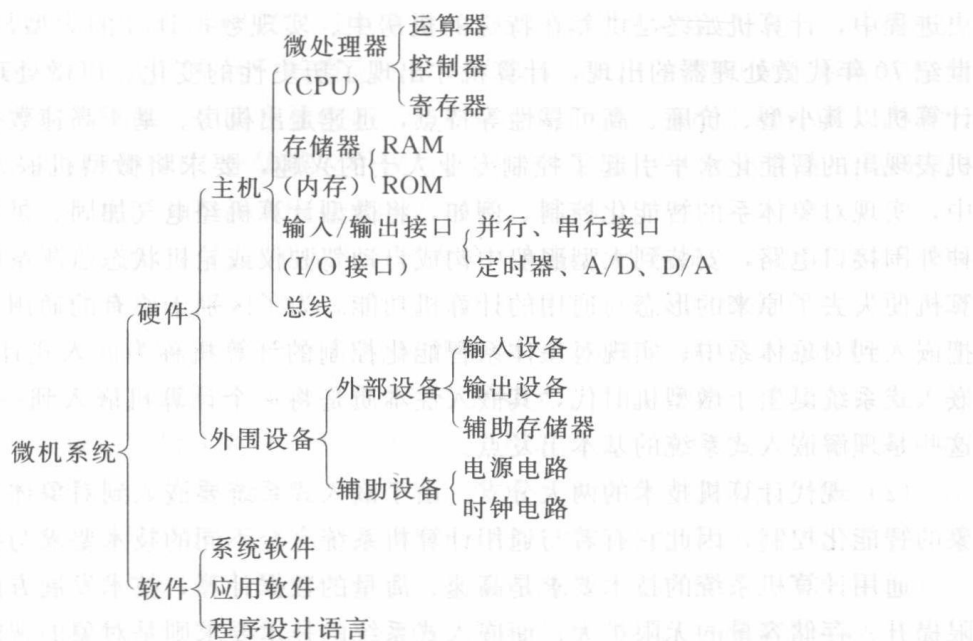 运算器
微处理器
控制器
(CPU)
寄存器
存储器
RAM
主机
(内存)
ROM
输入/输出接口
并行、串行接口
(I/O 接口)
定时器、A/D、D/A
硬件
总线
输入设备
外部设备
输出设备
辅助存储器
外围设备
微机系统
电源电路
辅助设备
时钟电路
系统软件
软件
应用软件
程序设计语言